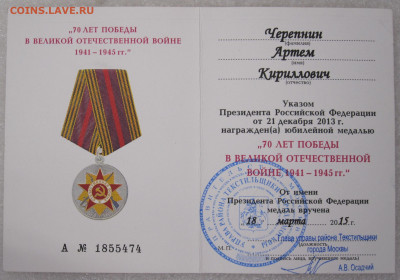 COINS.LAVE.RU
„70 ЛЕТ ПОБЕДЫ
В ВЕЛИКОЙ ОТЕЧЕСТВЕННОЙ ВОЙНЕ
1941–1945 гг."
А № 1855474
Черепнин
(фамилия)
Артем
(имя)
Кириллович
(отчество)
Указом
Президента Российской Федерации
от 21 декабря 2013 г.
награжден(а) юбилейной медалью
„70 ЛЕТ ПОБЕДЫ
В ВЕЛИКОЙ ОТЕЧЕСТВЕННОЙ
ВОЙНЕ 1941–1945 гг."
От имени
Президента Российской Федерации
медаль вручена
18 марта 2015 г.
Глава управы района Текстильщики
города Москвы
А.В. Осадчий